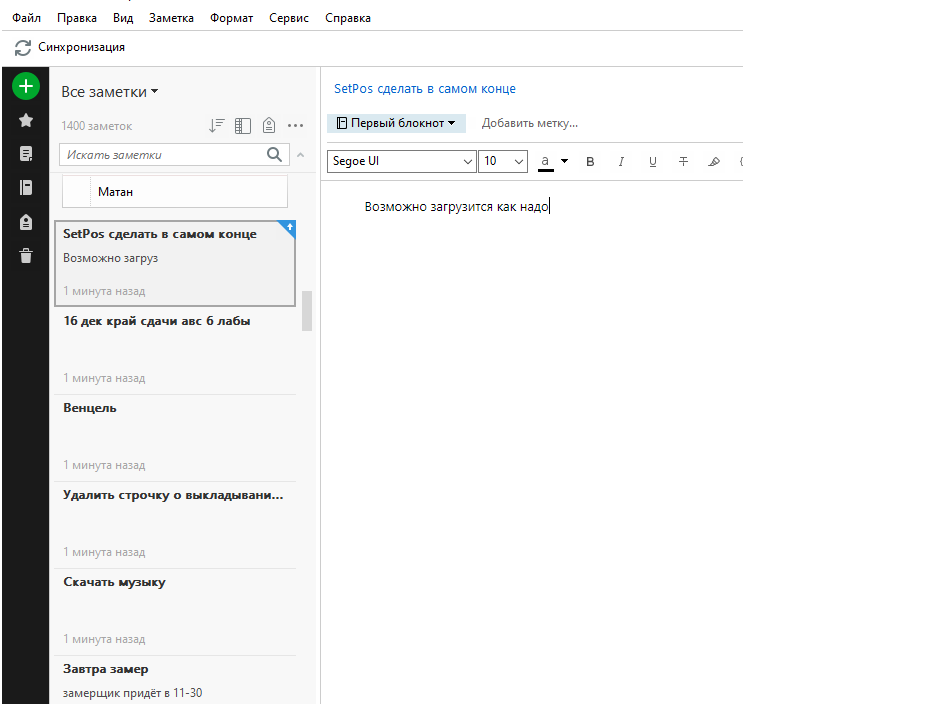 Файл Правка Вид Заметка Формат Сервис Справка
Синхронизация
Все заметки
1400 заметок
Искать заметки
Матан
SetPos сделать в самом конце
Возможно загруз
1 минута назад
16 дек край сдачи авс 6 лабы
1 минута назад
Венцель
1 минута назад
Удалить строчку о выкладывани...
1 минута назад
Скачать музыку
1 минута назад
Завтра замер
замерщик придёт в 11-30
SetPos сделать в самом конце
Первый блокнот Добавить метку...
Segoe UI 10 a B I U T
Возможно загрузится как надо